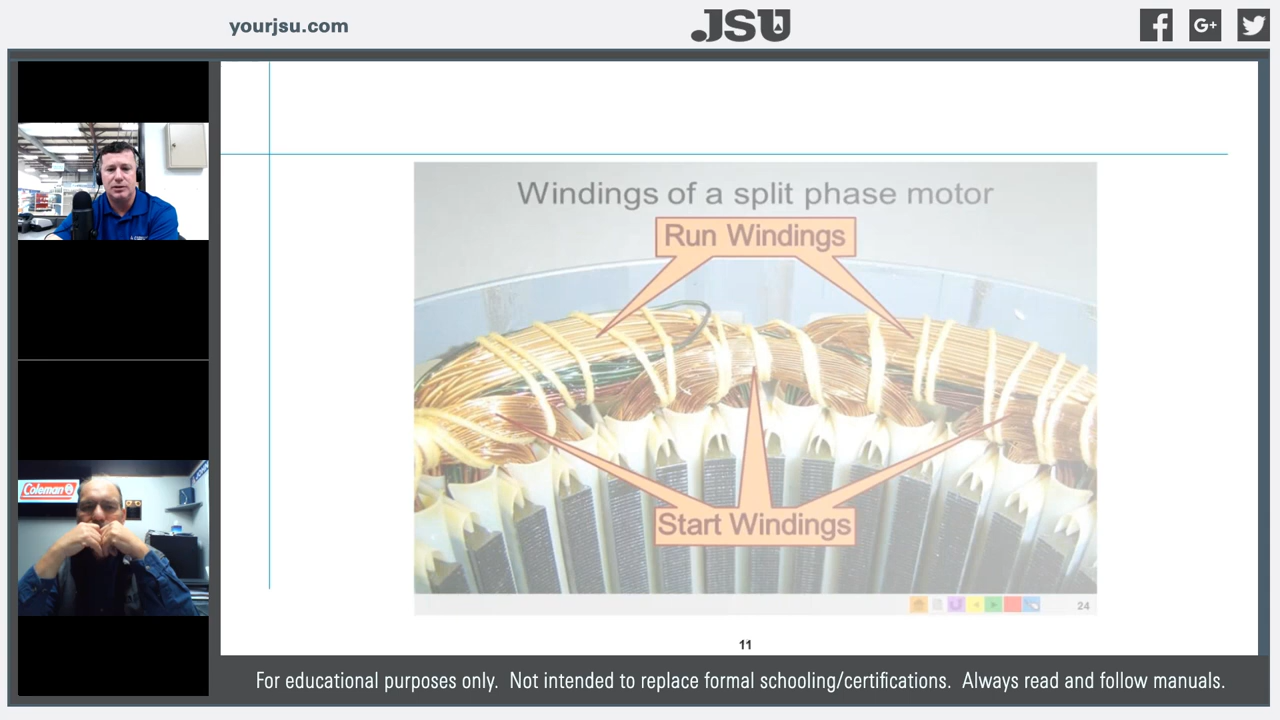 yourjsu.com
JSU
G+
Windings of a split phase motor
Run Windings
Coleman
Start Windings
24
11
For educational purposes only. Not intended to replace formal schooling/certifications. Always read and follow manuals.